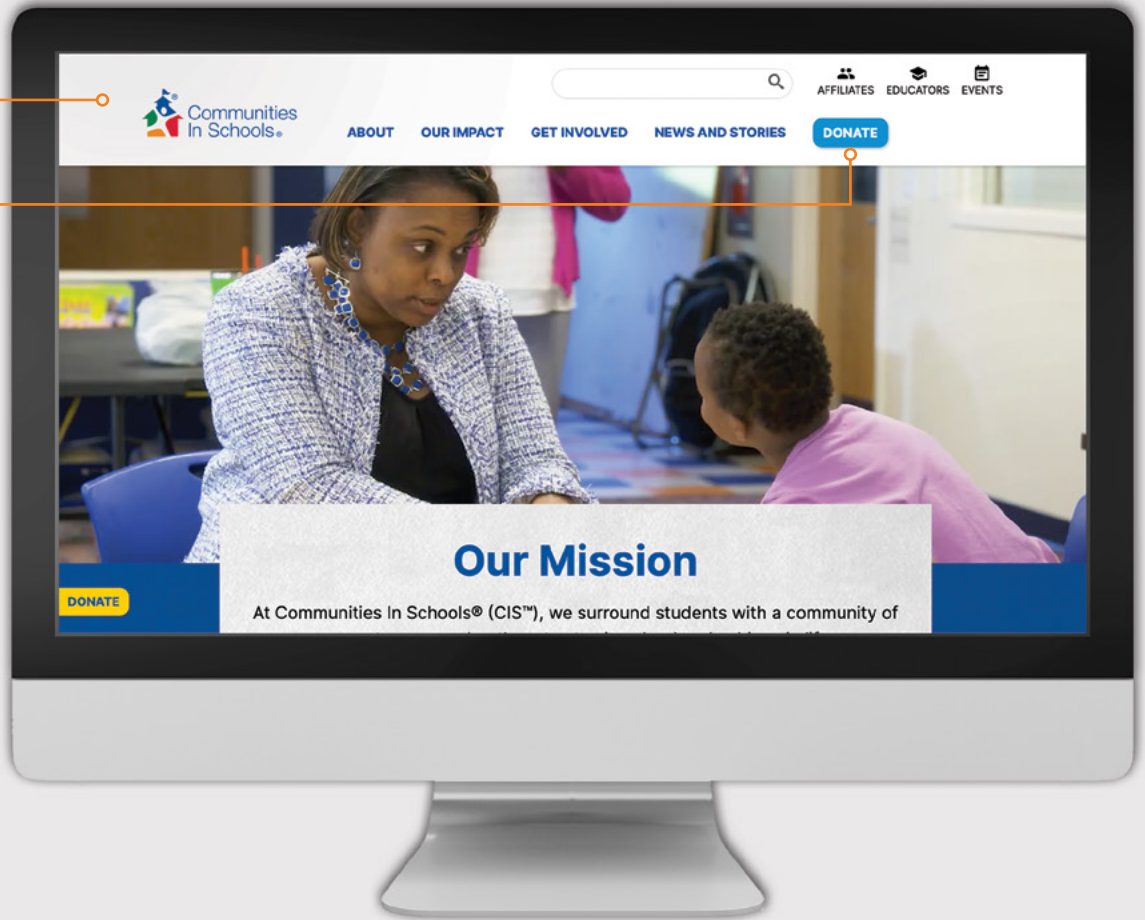 AFFILIATES EDUCATORS EVENTS
Communities
In Schools®
ABOUT OUR IMPACT GET INVOLVED NEWS AND STORIES DONATE
Our Mission
DONATE
At Communities In Schools® (CIS™), we surround students with a community of